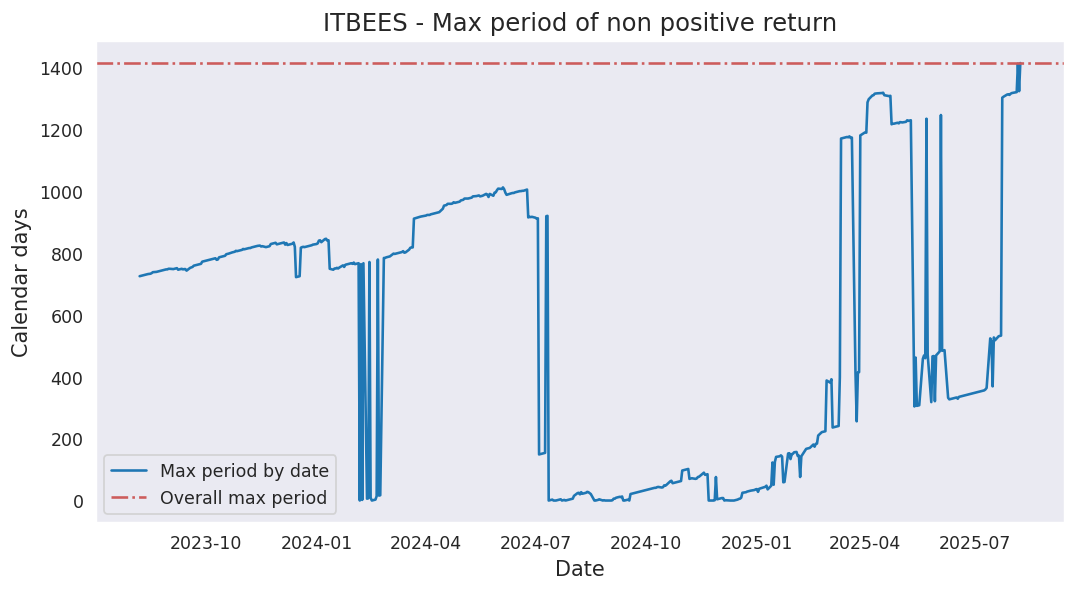 ITBEES - Max period of non positive return
Calendar days
1400
1200
1000
800
600
400
200
0
Max period by date
Overall max period
2023-10 2024-01 2024-04 2024-07 2024-10 2025-01 2025-04 2025-07
Date